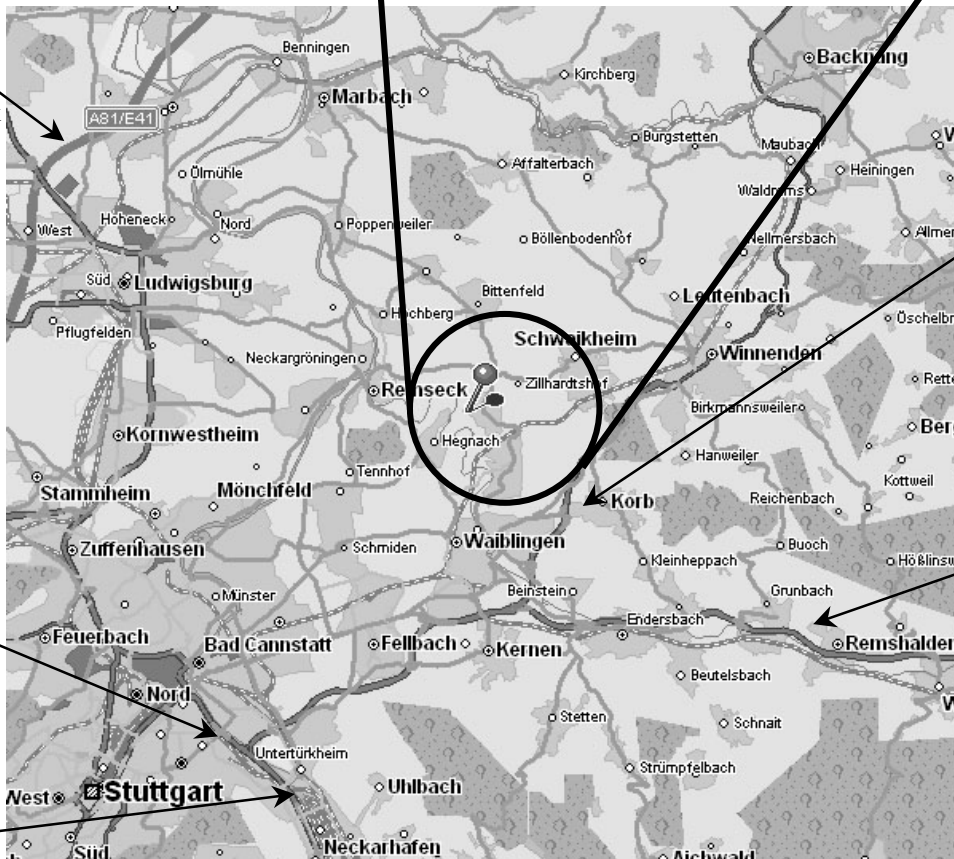 Benningen
Backnang
Kirchberg
Marbach
A81/E41
Burgstetten
Maubach
Affalterbach
Heiningen
Ölmühle
Waldrems
Hoheneck
Nord
Poppenweiler
West
Böllenbodenhof
Nellmersbach
Süd
Ludwigsburg
Bittenfeld
Leutenbach
Hochberg
Pflugfelden
Schwaikheim
Neckargröningen
Winnenden
Remseck
Zillhardtshof
Birkmannsweiler
Kornwestheim
Hegnach
Hanweiler
Tennhof
Kottweil
Stammheim
Mönchfeld
Korb
Reichenbach
Zuffenhausen
Schmiden
Waiblingen
Buoch
Kleinheppach
Beinstein
Grunbach
Münster
Endersbach
Feuerbach
Bad Cannstatt
Fellbach
Kernen
Remshalden
Beutelsbach
Nord
Stetten
Schnait
Untertürkheim
Strümpfelbach
West
Stuttgart
Uhlbach
Neckarhafen
Süd
Aichwald